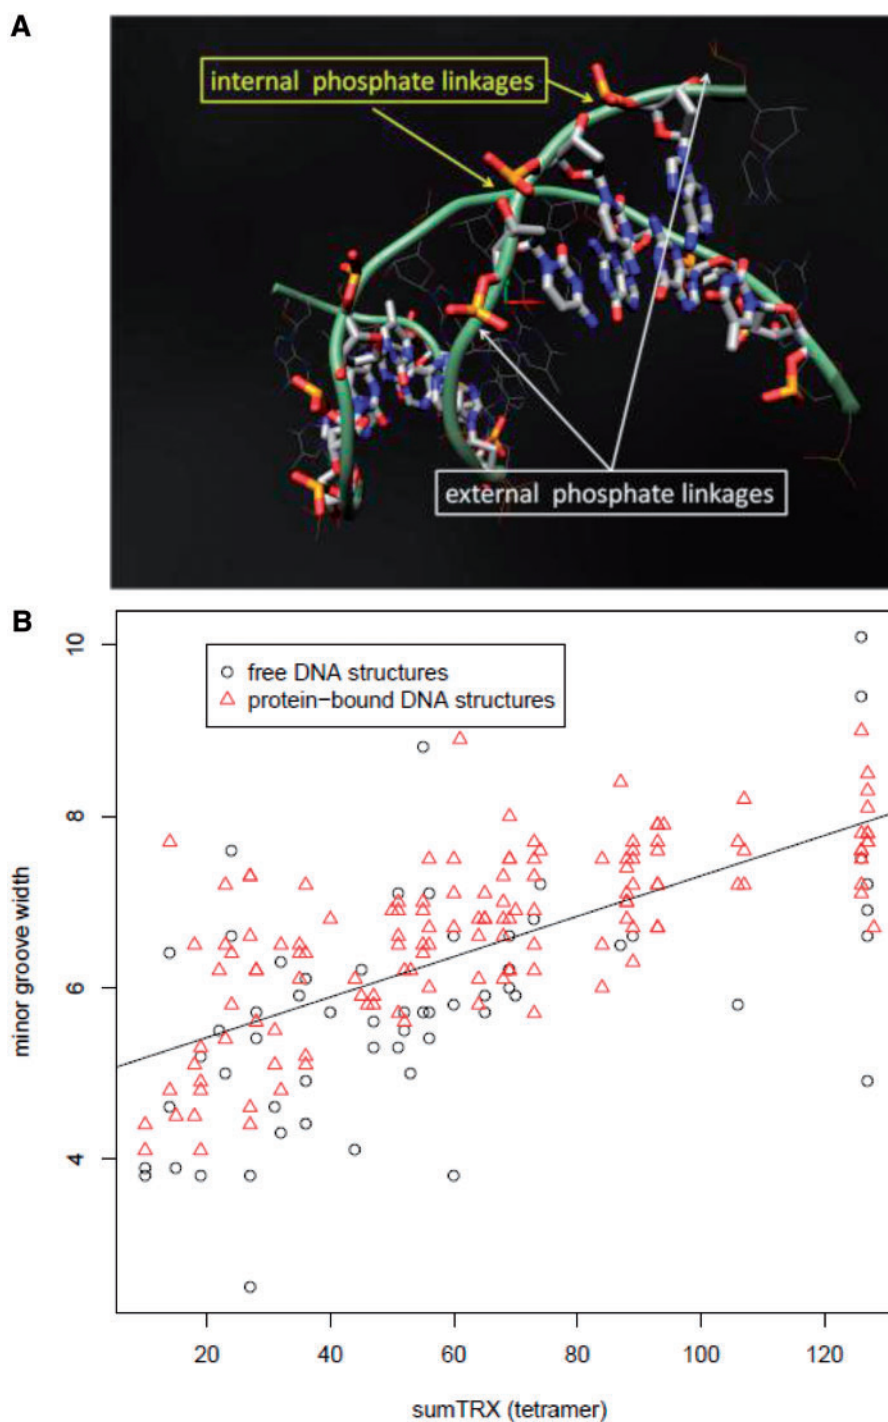 A
internal phosphate linkages
external phosphate linkages
B
10
8
6
4
minor groove width
free DNA structures
protein-bound DNA structures
20 40 60 80 100 120
sumTRX (tetramer)